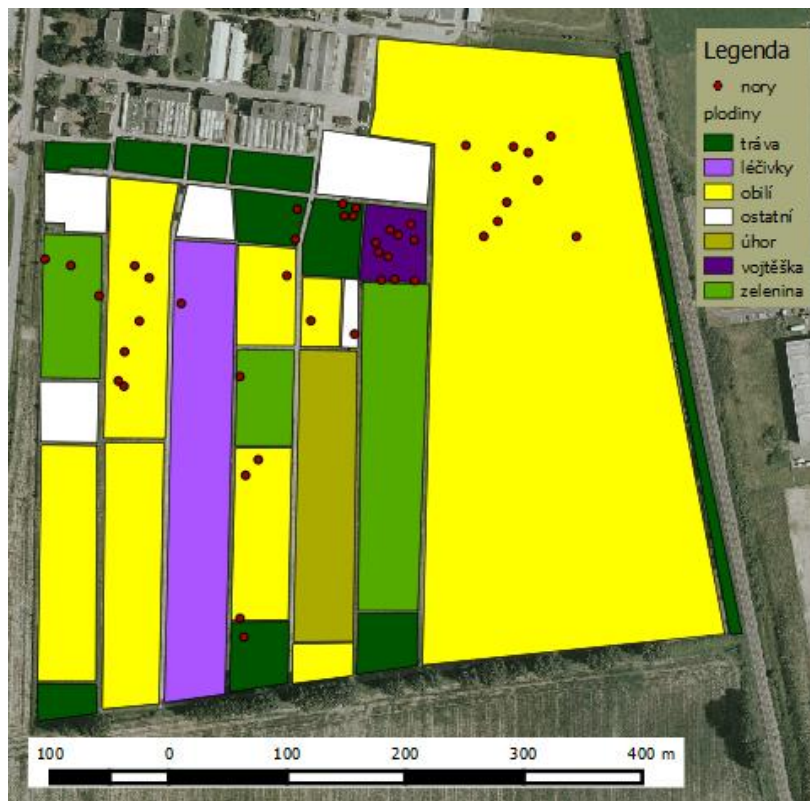 Legenda
nory
plodiny
tráva
léčivky
obilí
ostatní
úhor
vojtěška
zelenina
100 0 100 200 300 400 m